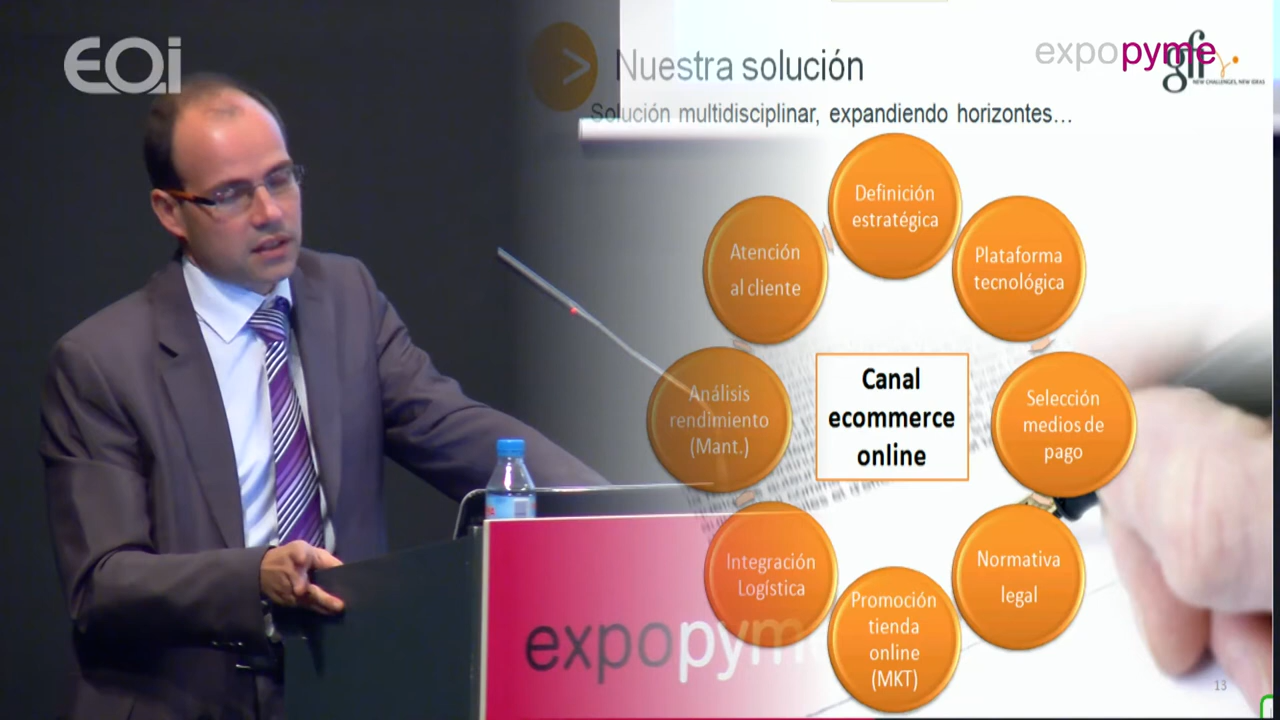 EOi
Nuestra solución
expopyme
gfi
NEW CHALLENGES, NEW IDEAS
Solución multidisciplinar, expandiendo horizontes…
Definición
estratégica
Atención
al cliente
Plataforma
tecnológica
Canal
ecommerce
online
Análisis
rendimiento
(Mant.)
Selección
medios de
pago
Integración
Logística
Normativa
legal
Promoción
tienda
online
(MKT)
expopyme
13